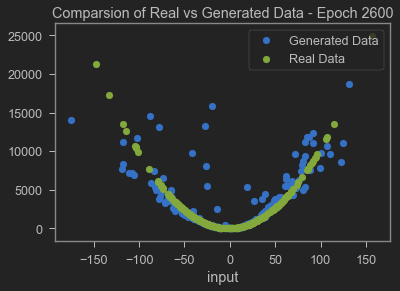 Comparsion of Real vs Generated Data - Epoch 2600
25000
20000
15000
10000
5000
0
Generated Data
Real Data
−150 −100 −50 0 50 100 150
input